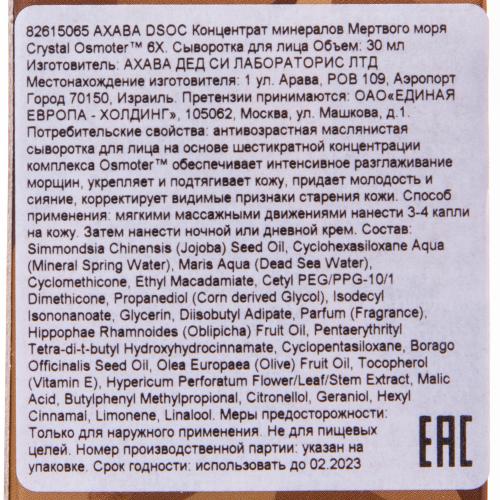 82615065 АХАВА DSOC Концентрат минералов Мертвого моря
Crystal Osmoter™ 6X. Сыворотка для лица Объем: 30 мл
Изготовитель: АХАВА ДЕД СИ ЛАБОРАТОРИС ЛТД
Местонахождение изготовителя: 1 ул. Арава, POB 109, Аэропорт
Город 70150, Израиль. Претензии принимаются: ОАО«ЕДИНАЯ
ЕВРОПА - ХОЛДИНГ», 105062, Москва, ул. Машкова, д.1.
Потребительские свойства: антивозрастная маслянистая
сыворотка для лица на основе шестикратной концентрации
комплекса Osmoter™ обеспечивает интенсивное разглаживание
морщин, укрепляет и подтягивает кожу, придает молодость и
сияние, корректирует видимые признаки старения кожи. Способ
применения: мягкими массажными движениями нанести 3-4 капли
на кожу. Затем нанести ночной или дневной крем. Состав:
Simmondsia Chinensis (Jojoba) Seed Oil, Cyclohexasiloxane Aqua
(Mineral Spring Water), Maris Aqua (Dead Sea Water),
Cyclomethicone, Ethyl Macadamiate, Cetyl PEG/PPG-10/1
Dimethicone, Propanediol (Corn derived Glycol), Isodecyl
Isononanoate, Glycerin, Diisobutyl Adipate, Parfum (Fragrance),
Hippophae Rhamnoides (Oblipicha) Fruit Oil, Pentaerythrityl
Tetra-di-t-butyl Hydroxyhydrocinnamate, Cyclopentasiloxane, Borago
Officinalis Seed Oil, Olea Europaea (Olive) Fruit Oil, Tocopherol
(Vitamin E), Hypericum Perforatum Flower/Leaf/Stem Extract, Malic
Acid, Butylphenyl Methylpropional, Citronellol, Geraniol, Hexyl
Cinnamal, Limonene, Linalool. Меры предосторожности:
Только для наружного применения. Не для пищевых
целей. Номер производственной партии: указан на
упаковке. Срок годности: использовать до 02.2023
EAC